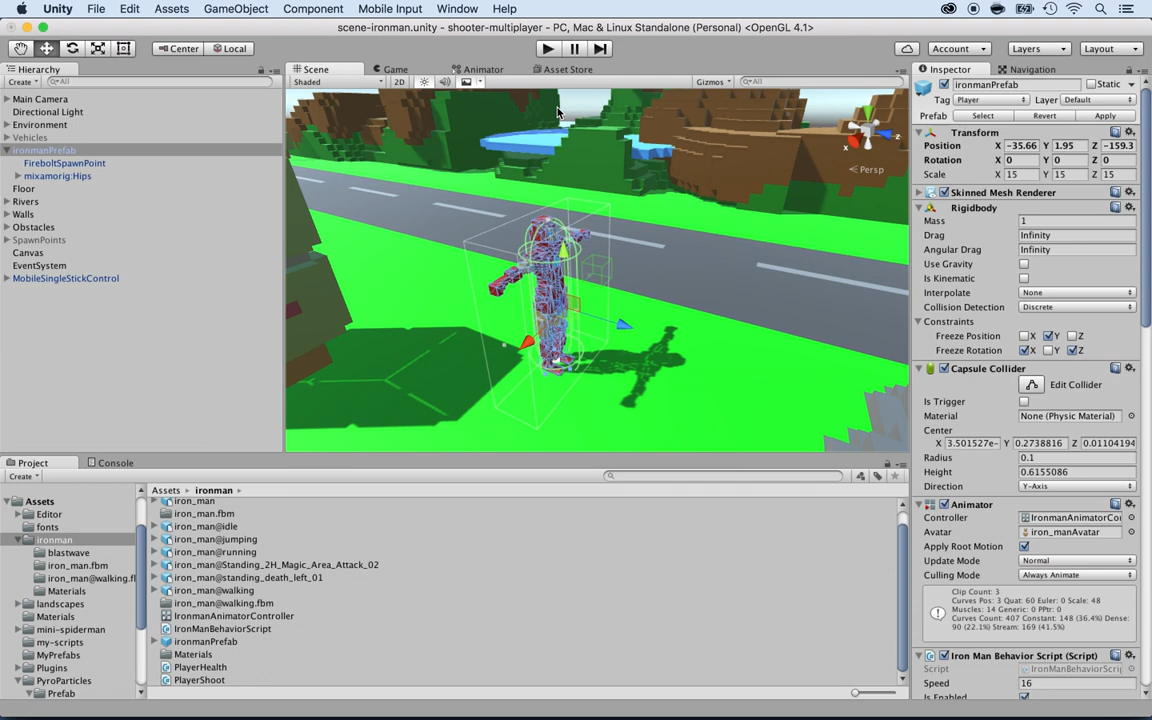 Unity File Edit Assets GameObject Component Mobile Input Window Help
scene-ironman.unity - shooter-multiplayer - PC, Mac & Linux Standalone (Personal) <OpenGL 4.1>
Center Local Account Layers Layout
Hierarchy
Create All
Main Camera
Directional Light
Environment
Vehicles
ironmanPrefab
FireboltSpawnPoint
mixamorig:Hips
Floor
Rivers
Walls
Obstacles
SpawnPoints
Canvas
EventSystem
MobileSingleStickControl
Scene Game Animator Asset Store
Shaded 2D Gizmos All
z
x
Persp
Inspector Navigation
ironmanPrefab Static
Tag Player Layer Default
Prefab Select Revert Apply
Transform
Position X -35.66 Y 1.95 Z -159.3
Rotation X 0 Y 0 Z 0
Scale X 15 Y 15 Z 15
Skinned Mesh Renderer
Rigidbody
Mass 1
Drag Infinity
Angular Drag Infinity
Use Gravity
Is Kinematic
Interpolate None
Collision Detection Discrete
Constraints
Freeze Position X Y Z
Freeze Rotation X Y Z
Capsule Collider
Edit Collider
Is Trigger
Material None (Physic Material)
Center
X 3.501527e- Y 0.2738816 Z 0.01104194
Radius 0.1
Height 0.6155086
Direction Y-Axis
Animator
Controller IronmanAnimatorCo
Avatar iron_manAvatar
Apply Root Motion
Update Mode Normal
Culling Mode Always Animate
Clip Count: 3
Curves Pos: 3 Quat: 60 Euler: 0 Scale: 48
Muscles: 14 Generic: 0 PPtr: 0
Curves Count: 407 Constant: 148 (36.4%) Dense:
90 (22.1%) Stream: 169 (41.5%)
Iron Man Behavior Script (Script)
Script IronManBehaviorScrip
Speed 16
Is Enabled
Project Console
Create
Assets
Editor
fonts
ironman
blastwave
iron_man.fbm
iron_man@walking.fl
Materials
landscapes
Materials
mini-spiderman
my-scripts
MyPrefabs
Plugins
PyroParticles
Prefab
Assets ironman
iron_man
iron_man.fbm
iron_man@idle
iron_man@jumping
iron_man@running
iron_man@Standing_2H_Magic_Area_Attack_02
iron_man@standing_death_left_01
iron_man@walking
iron_man@walking.fbm
IronmanAnimatorController
IronManBehaviorScript
ironmanPrefab
Materials
PlayerHealth
PlayerShoot